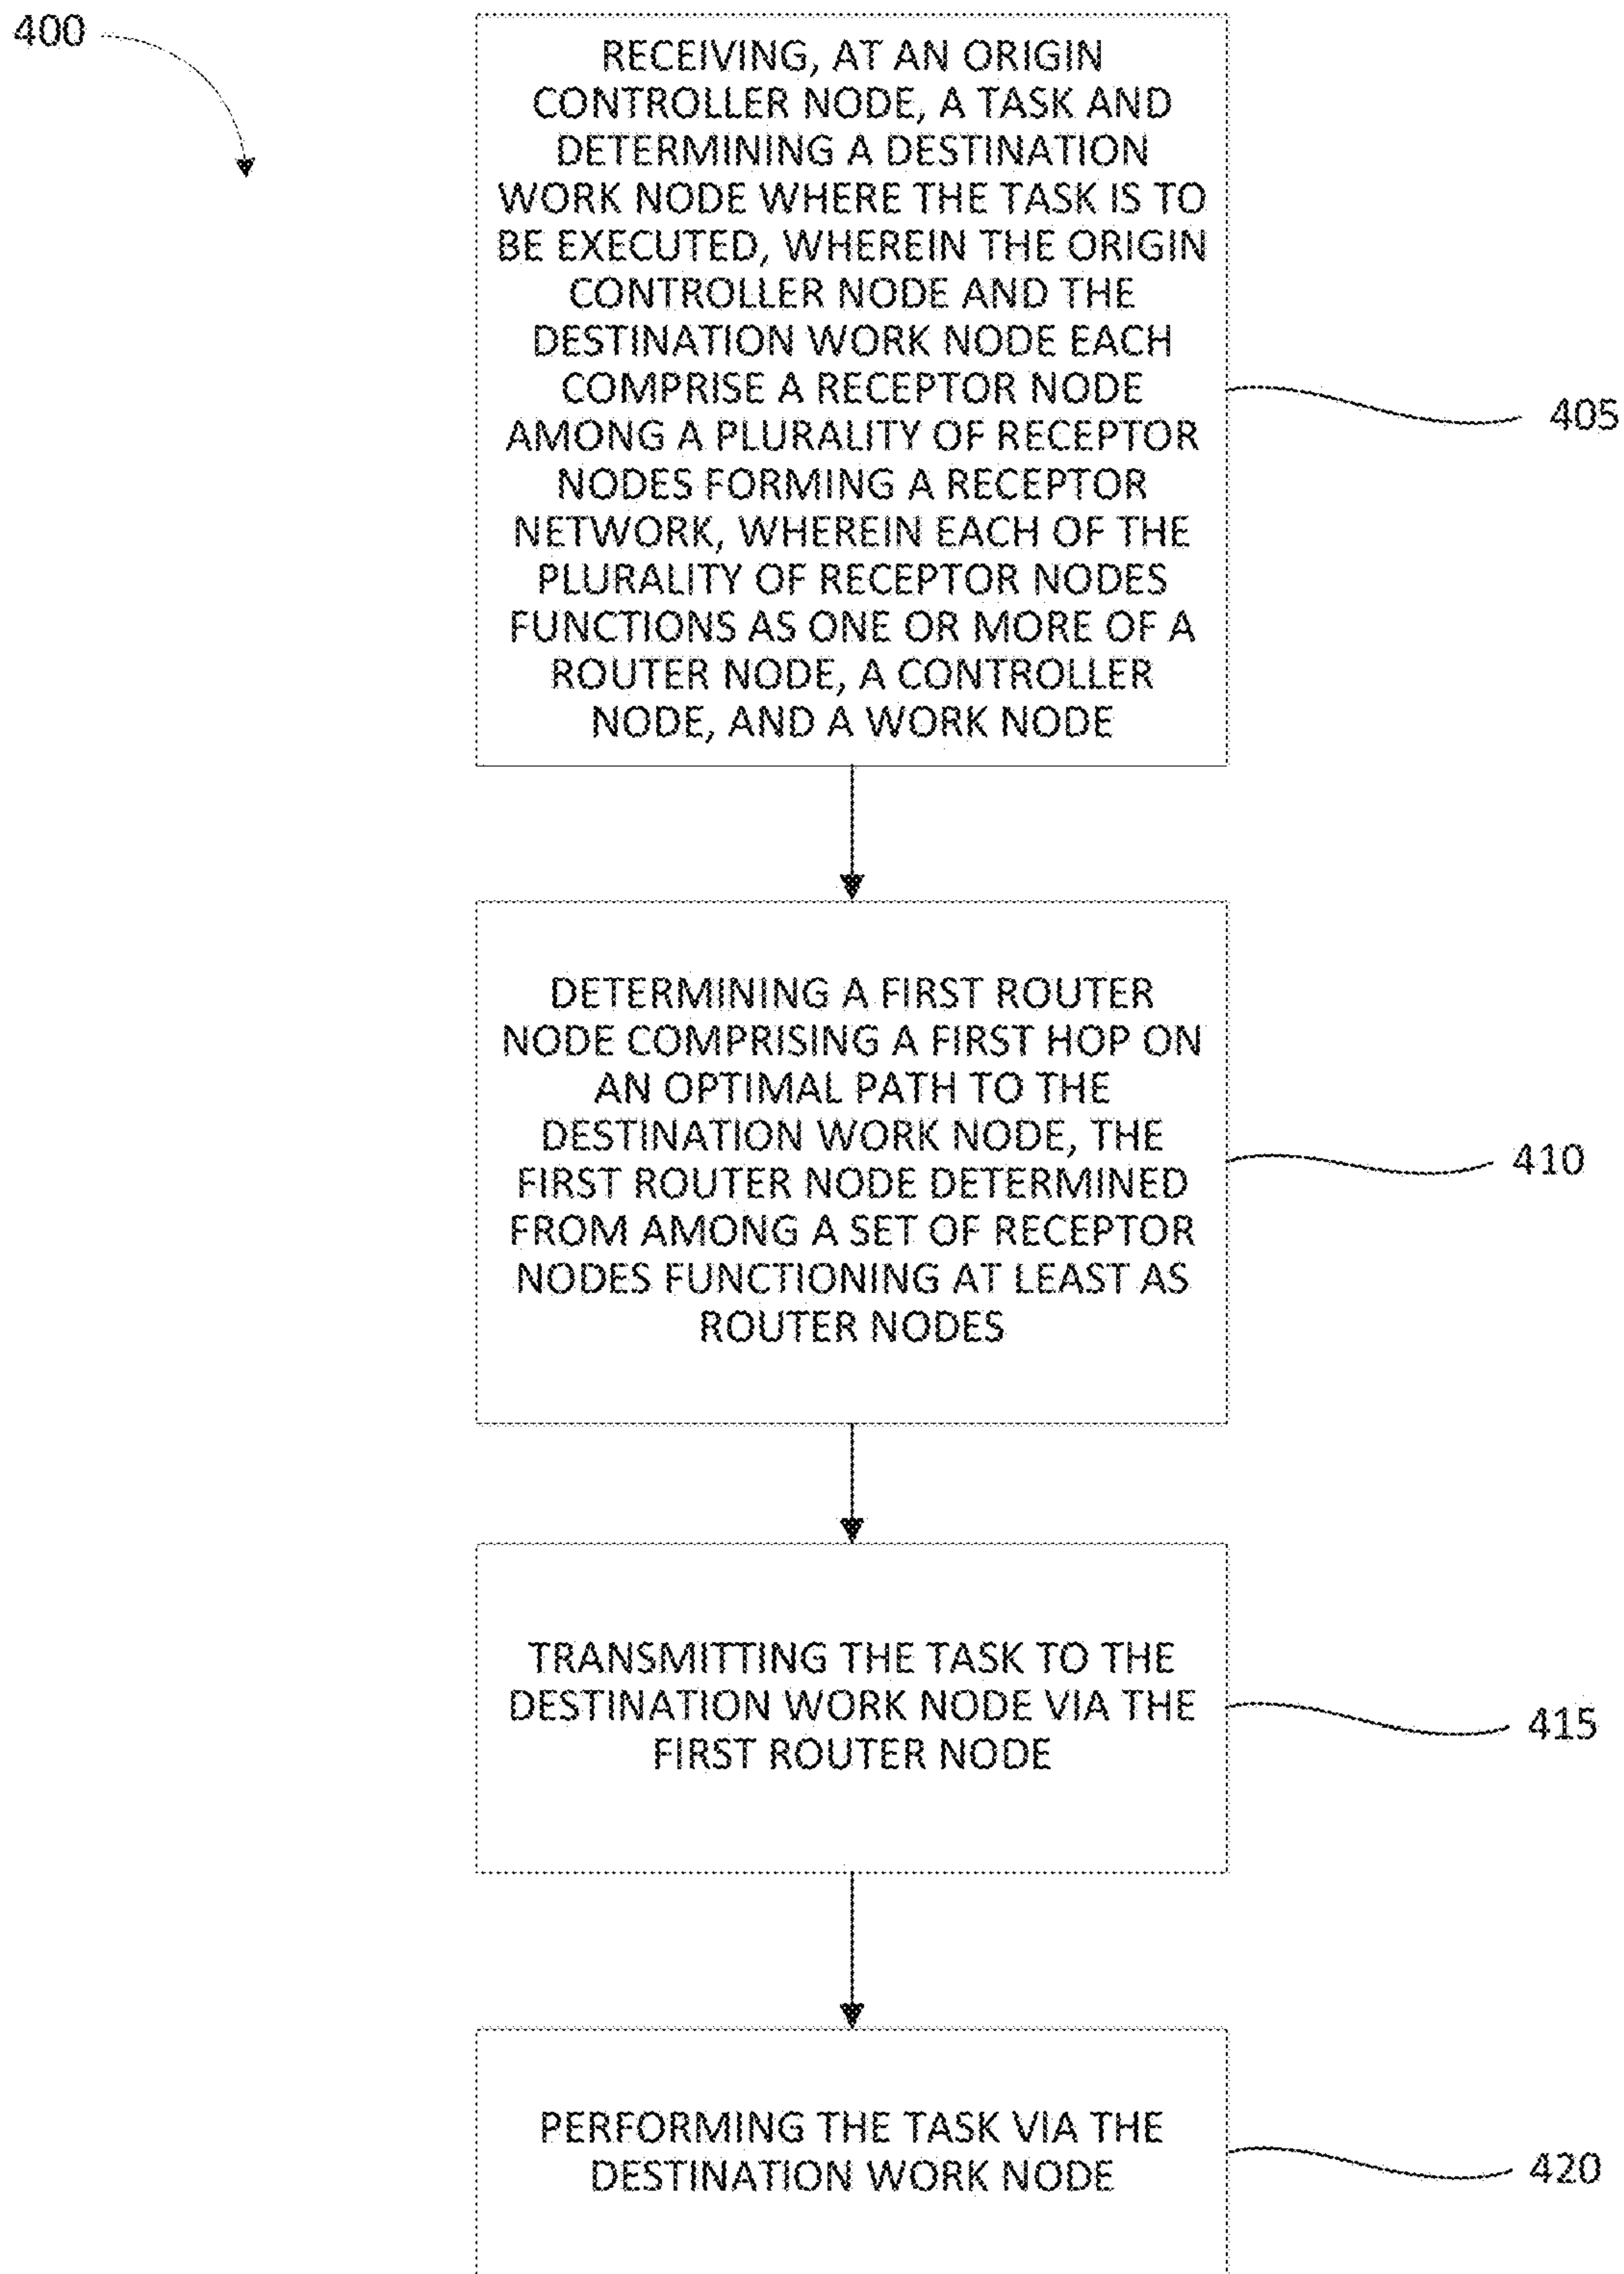 400
RECEIVING, AT AN ORIGIN
CONTROLLER NODE, A TASK AND
DETERMINING A DESTINATION
WORK NODE WHERE THE TASK IS TO
BE EXECUTED, WHEREIN THE ORIGIN
CONTROLLER NODE AND THE
DESTINATION WORK NODE EACH
COMPRISE A RECEPTOR NODE
AMONG A PLURALITY OF RECEPTOR
NODES FORMING A RECEPTOR
NETWORK, WHEREIN EACH OF THE
PLURALITY OF RECEPTOR NODES
FUNCTIONS AS ONE OR MORE OF A
ROUTER NODE, A CONTROLLER
NODE, AND A WORK NODE
405
DETERMINING A FIRST ROUTER
NODE COMPRISING A FIRST HOP ON
AN OPTIMAL PATH TO THE
DESTINATION WORK NODE, THE
FIRST ROUTER NODE DETERMINED
FROM AMONG A SET OF RECEPTOR
NODES FUNCTIONING AT LEAST AS
ROUTER NODES
410
TRANSMITTING THE TASK TO THE
DESTINATION WORK NODE VIA THE
FIRST ROUTER NODE
415
PERFORMING THE TASK VIA THE
DESTINATION WORK NODE
420